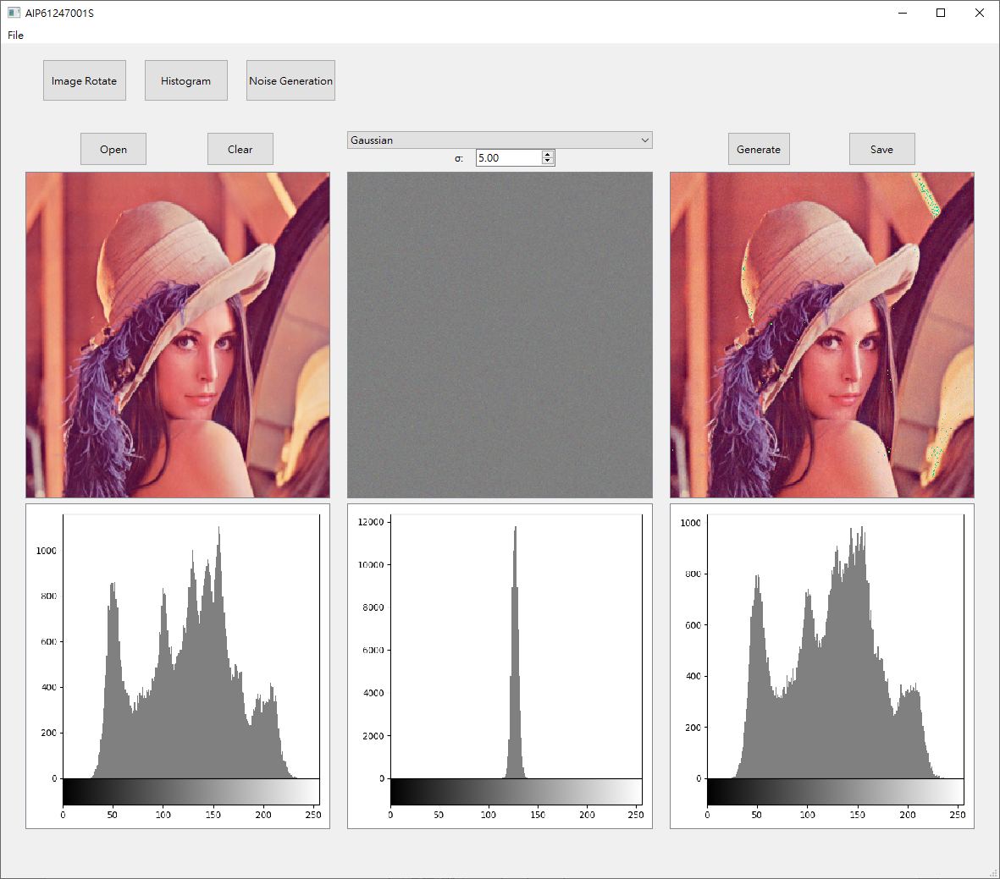 AIP61247001S
File
Image Rotate
Histogram
Noise Generation
Open
Clear
Gaussian
σ:
5.00
Generate
Save
1000
800
600
400
200
0
0 50 100 150 200 250
12000
10000
8000
6000
4000
2000
0
0 50 100 150 200 250
1000
800
600
400
200
0
0 50 100 150 200 250